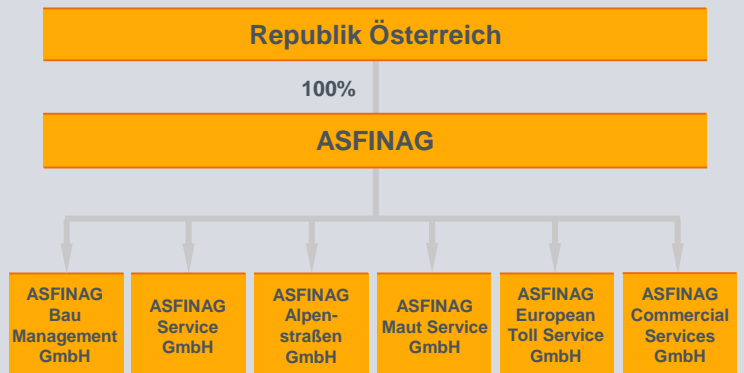 Republik Österreich
100%
ASFINAG
ASFINAG
Bau
Management
GmbH
ASFINAG
Service
GmbH
ASFINAG
Alpen-
straßen
GmbH
ASFINAG
Maut Service
GmbH
ASFINAG
European
Toll Service
GmbH
ASFINAG
Commercial
Services
GmbH